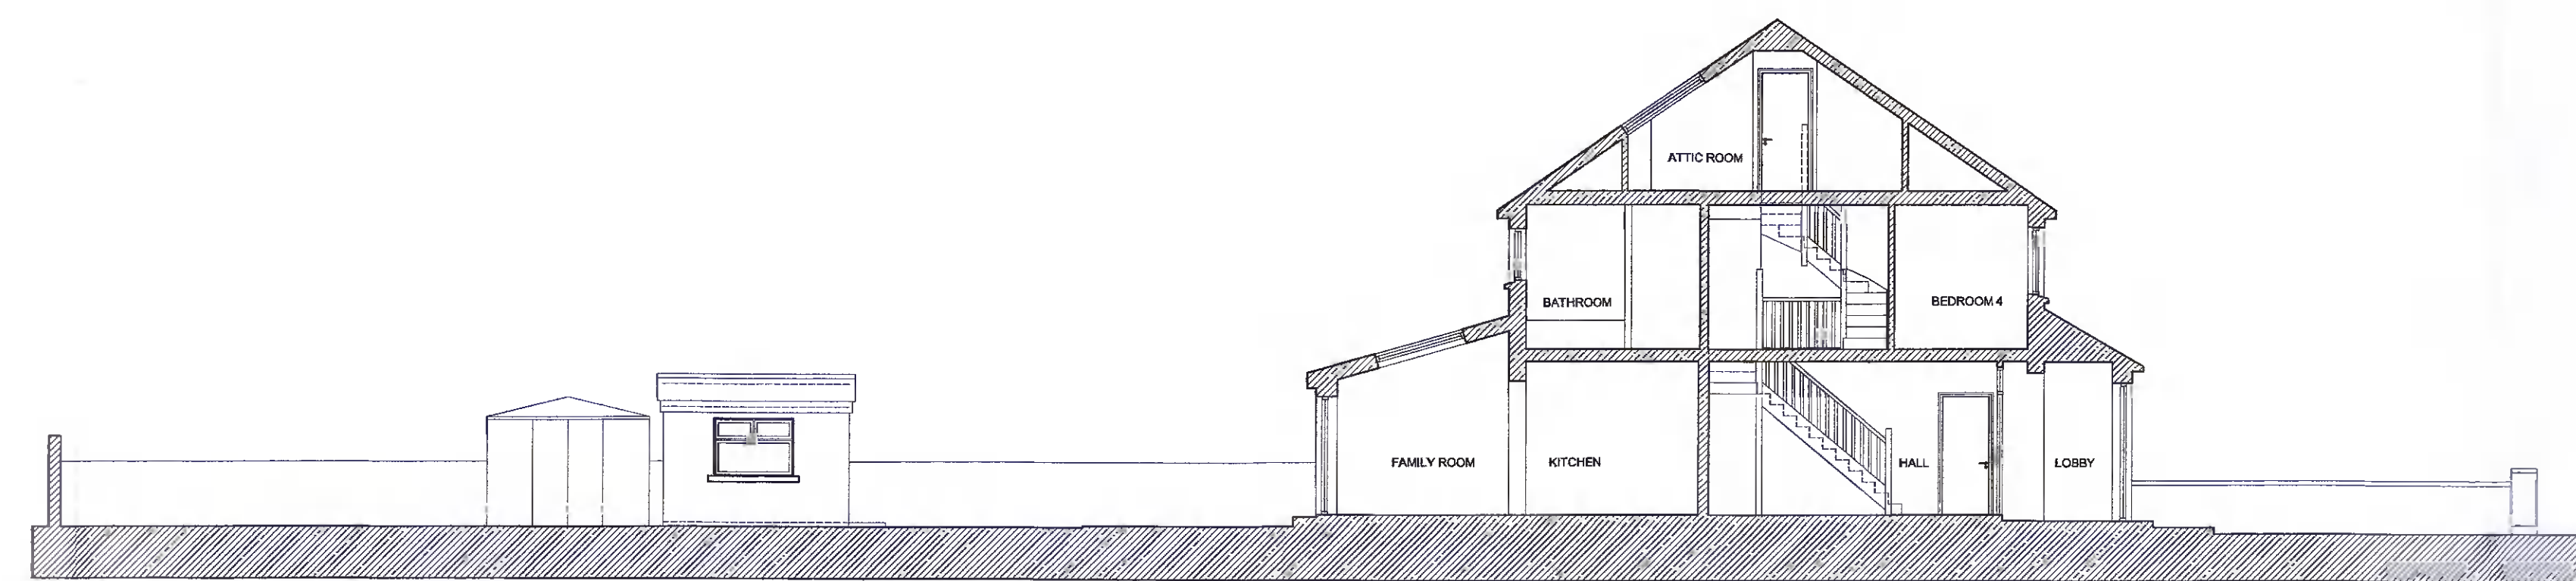 ATTIC ROOM
BATHROOM
BEDROOM 4
FAMILY ROOM
KITCHEN
HALL
LOBBY